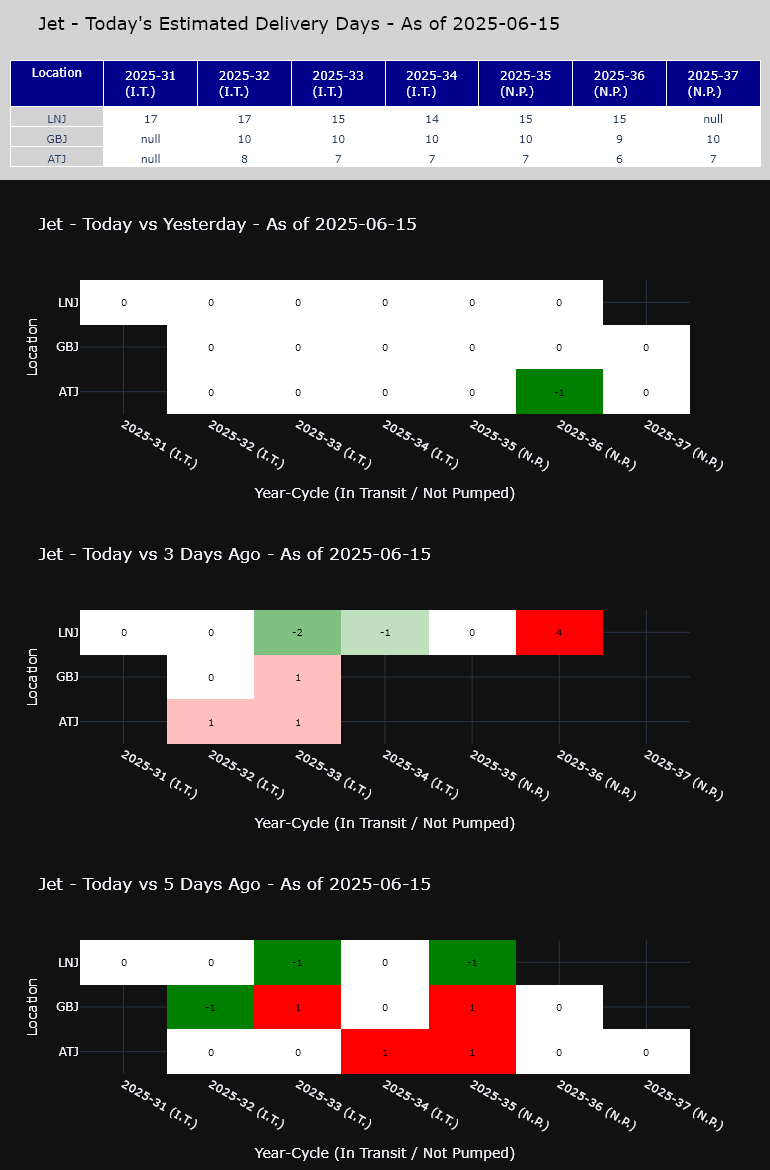 Jet - Today's Estimated Delivery Days - As of 2025-06-15
Location 2025-31 (I.T.) 2025-32 (I.T.) 2025-33 (I.T.) 2025-34 (I.T.) 2025-35 (N.P.) 2025-36 (N.P.) 2025-37 (N.P.)
LNJ 17 17 15 14 15 15 null
GBJ null 10 10 10 10 9 10
ATJ null 8 7 7 7 6 7
Jet - Today vs Yesterday - As of 2025-06-15
Location
LNJ 0 0 0 0 0 0
GBJ 0 0 0 0 0 0
ATJ 0 0 0 0 -1 0
2025-31 (I.T.) 2025-32 (I.T.) 2025-33 (I.T.) 2025-34 (I.T.) 2025-35 (N.P.) 2025-36 (N.P.) 2025-37 (N.P.)
Year-Cycle (In Transit / Not Pumped)
Jet - Today vs 3 Days Ago - As of 2025-06-15
Location
LNJ 0 0 -2 -1 0 4
GBJ 0 1
ATJ 1 1
2025-31 (I.T.) 2025-32 (I.T.) 2025-33 (I.T.) 2025-34 (I.T.) 2025-35 (N.P.) 2025-36 (N.P.) 2025-37 (N.P.)
Year-Cycle (In Transit / Not Pumped)
Jet - Today vs 5 Days Ago - As of 2025-06-15
Location
LNJ 0 0 -1 0 -1
GBJ -1 1 0 1 0
ATJ 0 0 1 1 0 0
2025-31 (I.T.) 2025-32 (I.T.) 2025-33 (I.T.) 2025-34 (I.T.) 2025-35 (N.P.) 2025-36 (N.P.) 2025-37 (N.P.)
Year-Cycle (In Transit / Not Pumped)